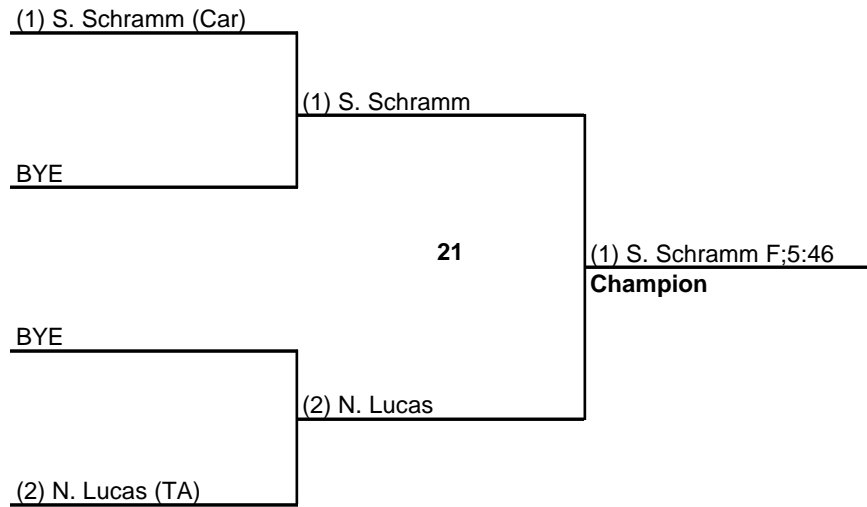 (1) S. Schramm (Car)
(1) S. Schramm
BYE
21
(1) S. Schramm F;5:46
Champion
BYE
(2) N. Lucas
(2) N. Lucas (TA)